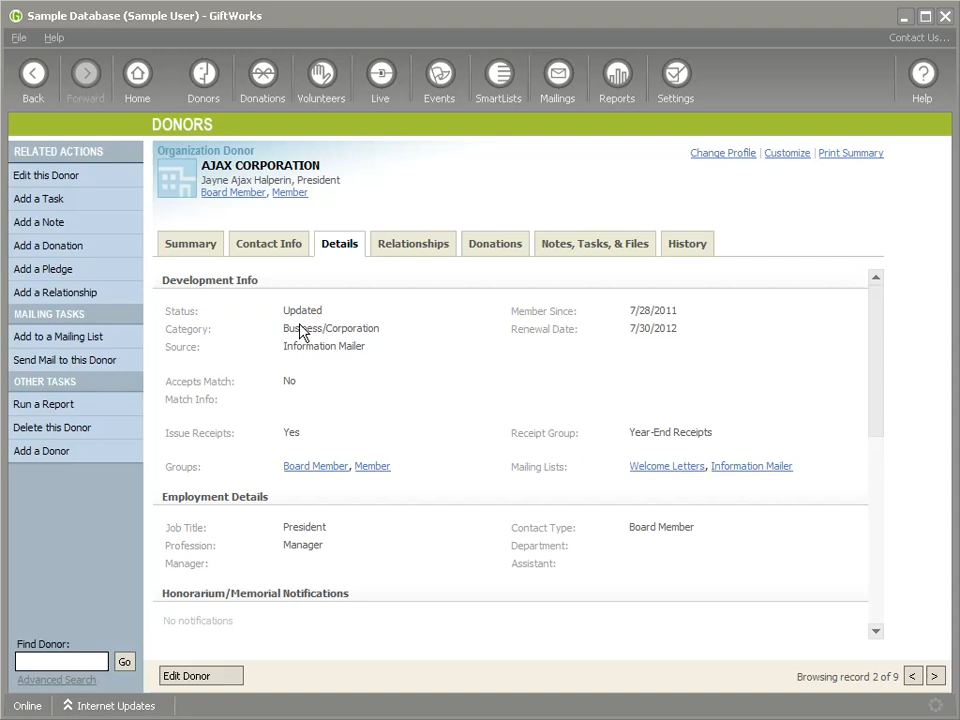 Sample Database (Sample User) - GiftWorks
File Help Contact Us...
Back Forward Home Donors Donations Volunteers Live Events SmartLists Mailings Reports Settings Help
DONORS
RELATED ACTIONS
Edit this Donor
Add a Task
Add a Note
Add a Donation
Add a Pledge
Add a Relationship
MAILING TASKS
Add to a Mailing List
Send Mail to this Donor
OTHER TASKS
Run a Report
Delete this Donor
Add a Donor
Find Donor:
Go
Advanced Search
Organization Donor
AJAX CORPORATION
Jayne Ajax Halperin, President
Board Member, Member
Change Profile | Customize | Print Summary
Summary Contact Info Details Relationships Donations Notes, Tasks, & Files History
Development Info
Status: Updated Member Since: 7/28/2011
Category: Business/Corporation Renewal Date: 7/30/2012
Source: Information Mailer
Accepts Match: No
Match Info:
Issue Receipts: Yes Receipt Group: Year-End Receipts
Groups: Board Member, Member Mailing Lists: Welcome Letters, Information Mailer
Employment Details
Job Title: President Contact Type: Board Member
Profession: Manager Department:
Manager: Assistant:
Honorarium/Memorial Notifications
No notifications
Edit Donor Browsing record 2 of 9 < >
Online Internet Updates